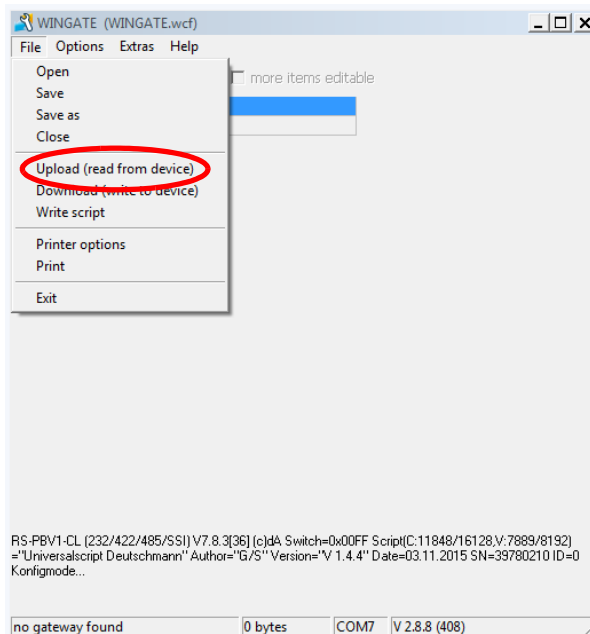 WINGATE (WINGATE.wcf)
File Options Extras Help
Open
more items editable
Save
Save as
Close
Upload (read from device)
Download (write to device)
Write script
Printer options
Print
Exit
RS-PBV1-CL (232/422/485/SSI) V7.8.3[36] (c)dA Switch=0x00FF Script(C:11848/16128,V:7889/8192)
="Universalscript Deutschmann" Author="G/S" Version="V 1.4.4" Date=03.11.2015 SN=39780210 ID=0
Konfigmode...
no gateway found 0 bytes COM7 V 2.8.8 (408)